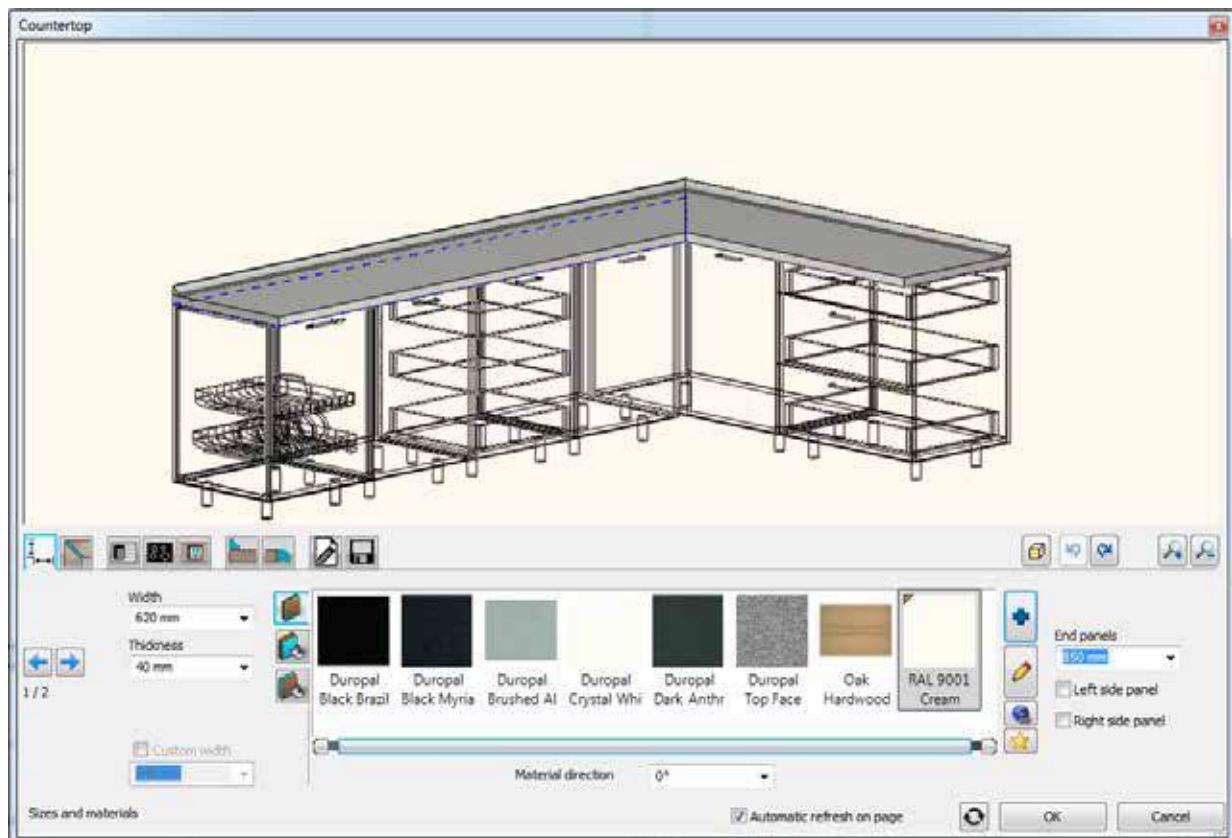 Countertop
Width
620 mm
Thickness
40 mm
1 / 2
Custom width
Duropal
Black Brazil
Duropal
Black Myria
Duropal
Brushed Al
Duropal
Crystal Whi
Duropal
Dark Anthr
Duropal
Top Face
Oak
Hardwood
RAL 9001
Cream
Material direction
0°
End panels
850 mm
Left side panel
Right side panel
Sizes and materials
Automatic refresh on page
OK
Cancel